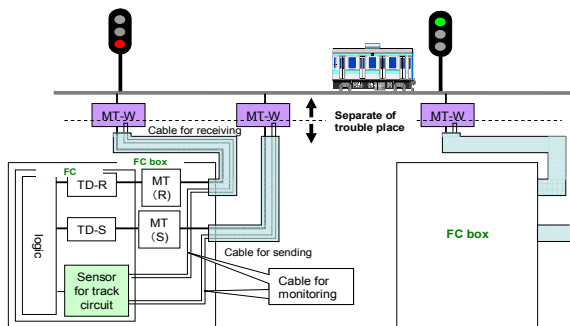 MT-W
MT-W
MT-W
Separate of
trouble place
Cable for receiving
FC box
FC
TD-R
MT
(R)
TD-S
MT
(S)
logic
Sensor
for track
circuit
Cable for sending
Cable for
monitoring
FC box